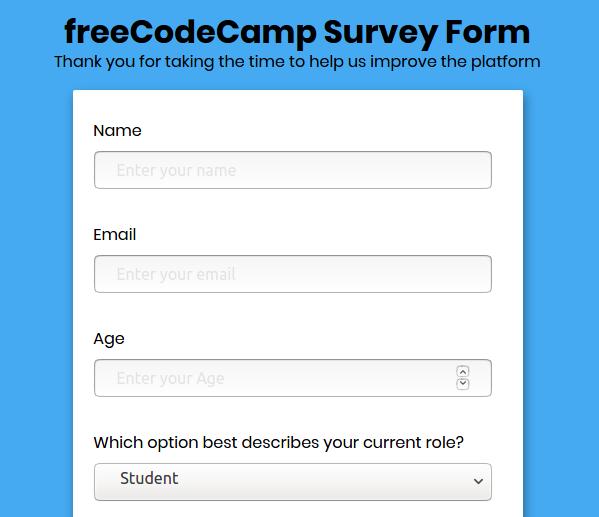 freeCodeCamp Survey Form
Thank you for taking the time to help us improve the platform
Name
Enter your name
Email
Enter your email
Age
Enter your Age
Which option best describes your current role?
Student